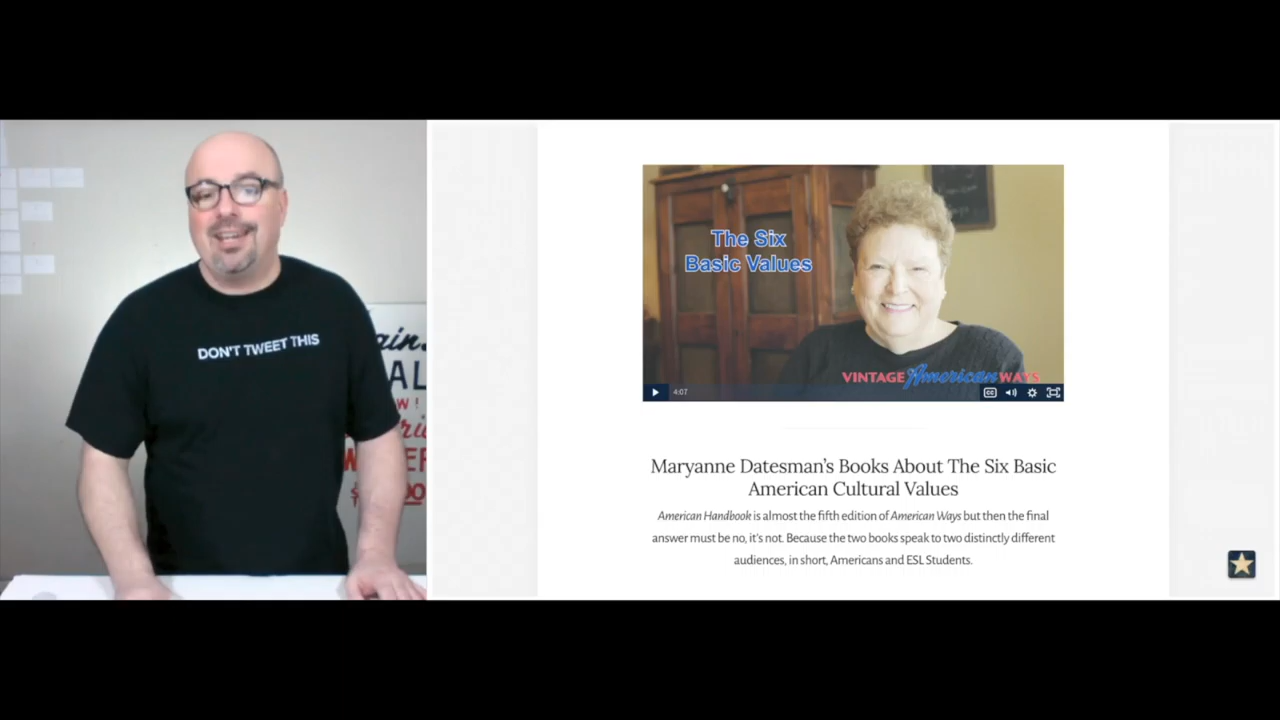 DON'T TWEET THIS
AL
W!
The Six
Basic Values
VINTAGE American WAYS
4:07
CC
Maryanne Datesman's Books About The Six Basic
American Cultural Values
American Handbook is almost the fifth edition of American Ways but then the final
answer must be no, it's not. Because the two books speak to two distinctly different
audiences, in short, Americans and ESL Students.